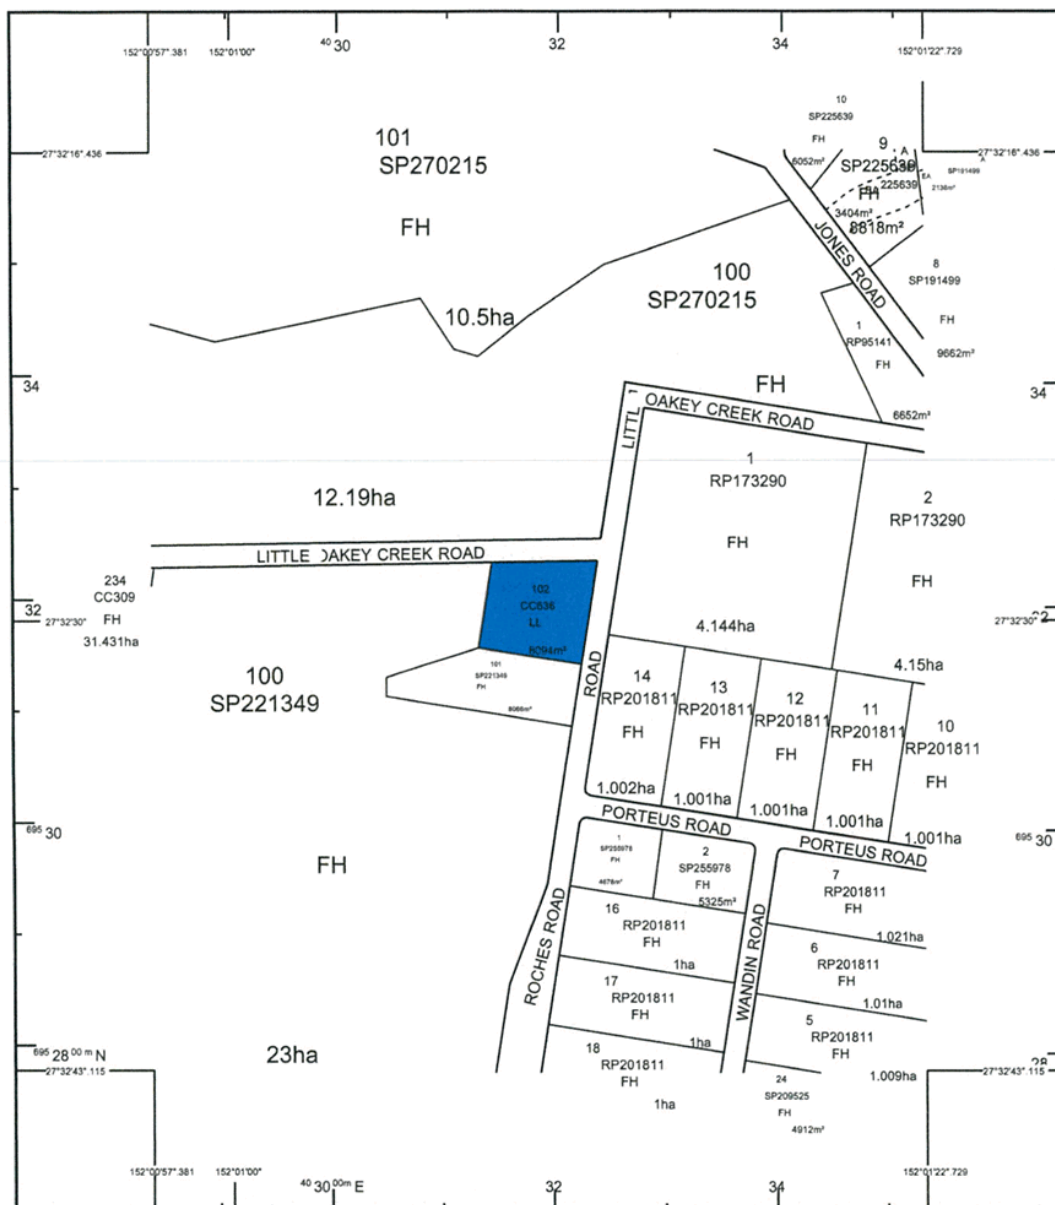 40 30
32
34
152°00'57".381
152°01'00"
152°01'22".729
27°32'16".436
27°32'16".436
101
SP270215
FH
10
SP225639
FH
6052m²
9
A
SP225639
EA
225639
FH
3404m²
8818m²
A
SP191499
2136m²
JONES ROAD
8
SP191499
FH
9662m²
100
SP270215
10.5ha
FH
1
RP95141
FH
6652m²
34
34
1
LITTL
OAKEY CREEK ROAD
1
RP173290
FH
4.144ha
2
RP173290
FH
4.15ha
12.19ha
LITTLE OAKEY CREEK ROAD
234
CC309
FH
31.431ha
32
27°32'30"
27°32'30"
32
102
CC836
LL
8094m²
101
SP221349
FH
8066m²
100
SP221349
ROAD
14
RP201811
FH
1.002ha
13
RP201811
FH
1.001ha
12
RP201811
FH
1.001ha
11
RP201811
FH
1.001ha
10
RP201811
FH
1.001ha
695 30
695 30
PORTEUS ROAD
PORTEUS ROAD
FH
1
SP255978
FH
4678m²
2
SP255978
FH
5325m²
7
RP201811
FH
1.021ha
16
RP201811
FH
1ha
ROCHES ROAD
WANDIN ROAD
6
RP201811
FH
1.01ha
17
RP201811
FH
1ha
5
RP201811
FH
1.009ha
18
RP201811
FH
1ha
24
SP209525
FH
4912m²
23ha
695 28 00 m N
28
27°32'43".115
27°32'43".115
152°00'57".381
152°01'00"
152°01'22".729
40 30 00m E
32
34